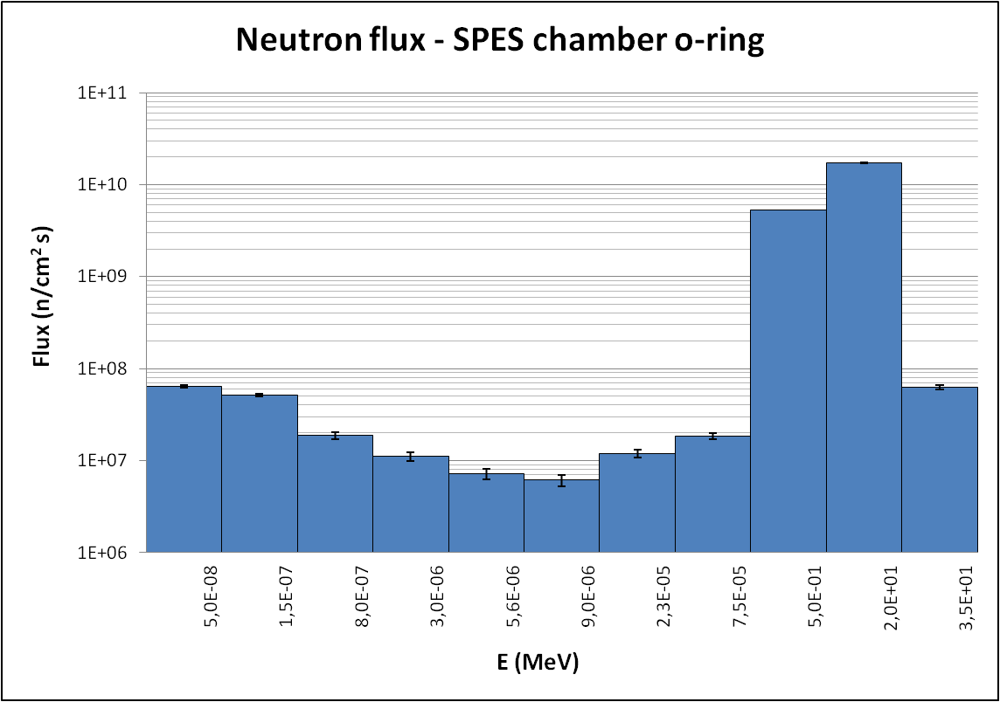 Neutron flux - SPES chamber o-ring
1E+11
1E+10
1E+09
1E+08
1E+07
1E+06
Flux (n/cm² s)
5,0E-08
1,5E-07
8,0E-07
3,0E-06
5,6E-06
9,0E-06
2,3E-05
7,5E-05
5,0E-01
2,0E+01
3,5E+01
E (MeV)